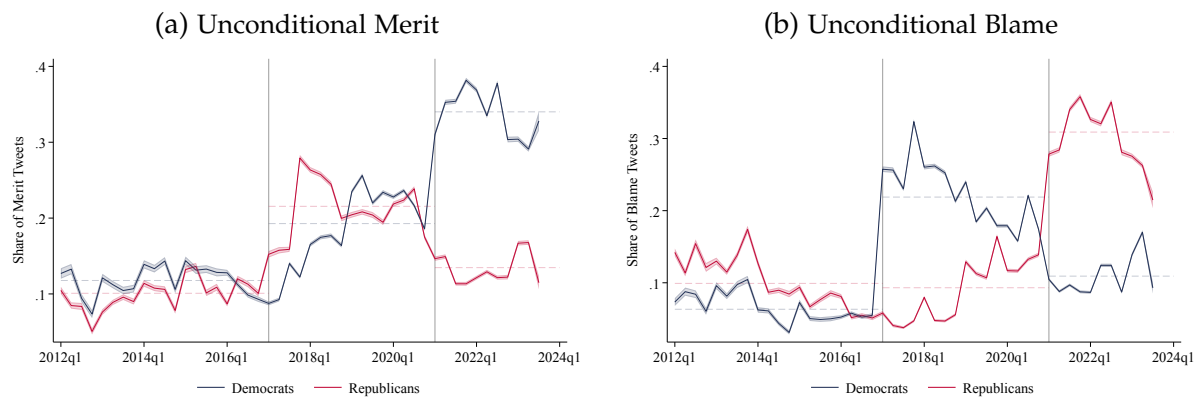 (a) Unconditional Merit
Share of Merit Tweets
.4
.3
.2
.1
2012q1 2014q1 2016q1 2018q1 2020q1 2022q1 2024q1
Democrats Republicans
(b) Unconditional Blame
Share of Blame Tweets
.4
.3
.2
.1
2012q1 2014q1 2016q1 2018q1 2020q1 2022q1 2024q1
Democrats Republicans